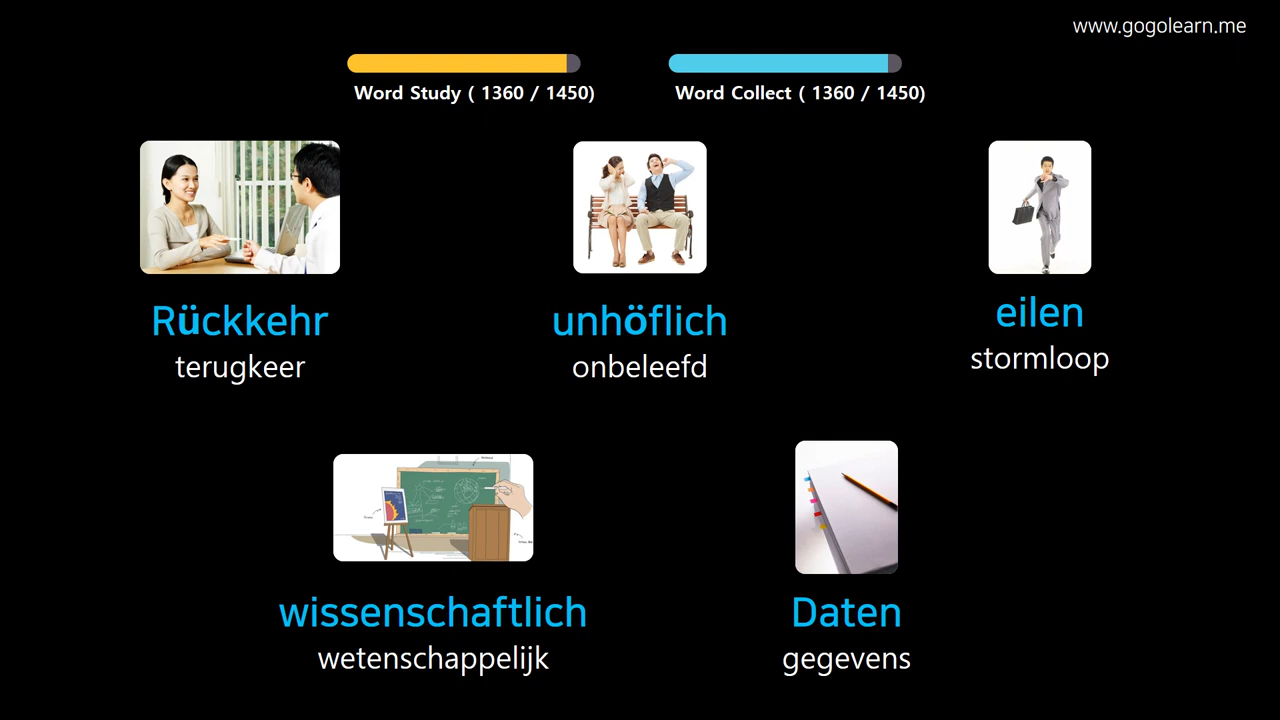 www.gogolearn.me
Word Study ( 1360 / 1450)
Word Collect ( 1360 / 1450)
Rückkehr
terugkeer
unhöflich
onbeleefd
eilen
stormloop
wissenschaftlich
wetenschappelijk
Daten
gegevens